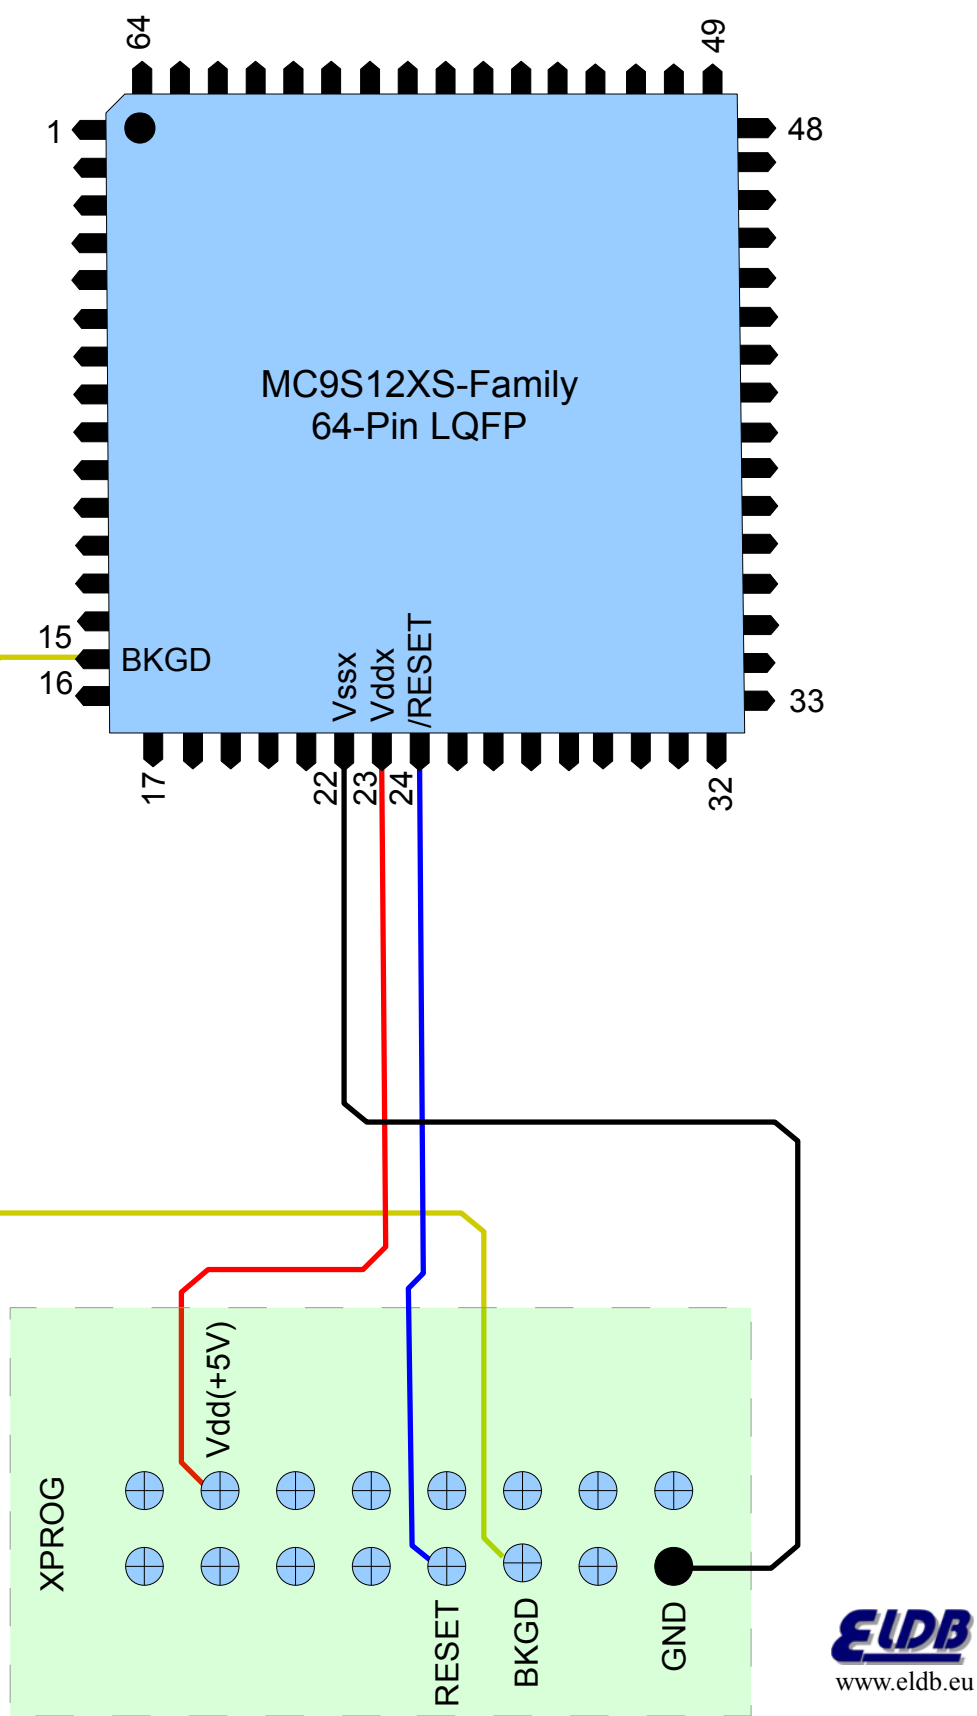 64
49
1
48
MC9S12XS-Family
64-Pin LQFP
15
BKGD
16
Vssx
Vddx
/RESET
33
17
22
23
24
32
Vdd(+5V)
XPROG
RESET
BKGD
GND
ELDB
www.eldb.eu